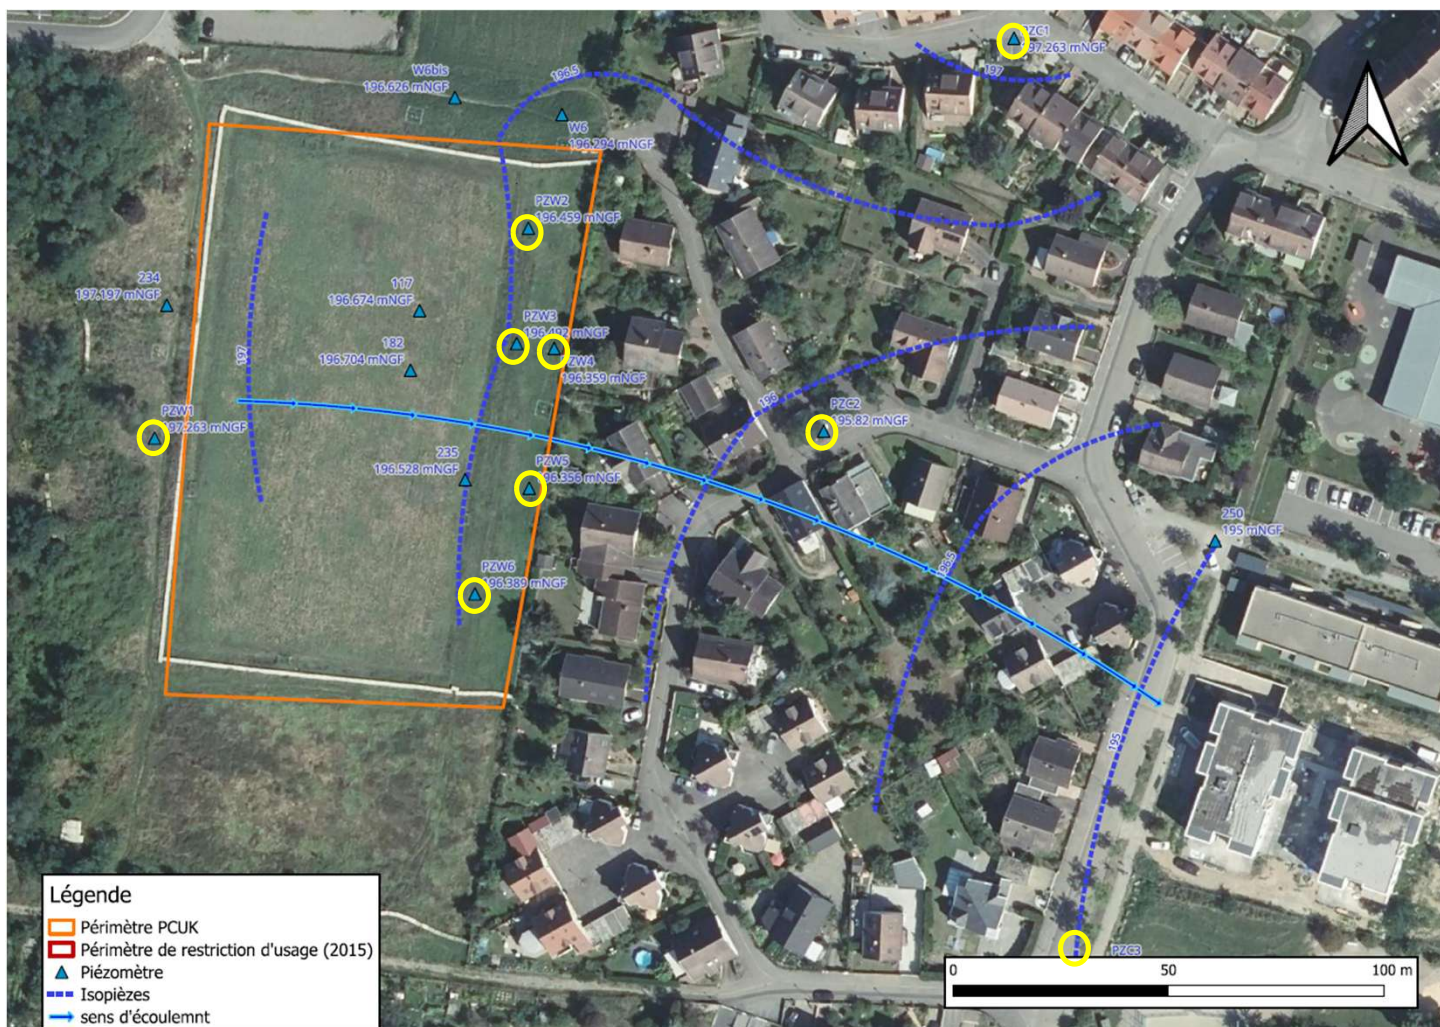 PZC1
197.263 mNGF
197
W6bis
196.626 mNGF
196.5
W6
196.294 mNGF
PZW2
196.459 mNGF
234
197.197 mNGF
117
196.674 mNGF
PZW3
196.492 mNGF
182
196.704 mNGF
PZW4
196.359 mNGF
197
196
PZW1
197.263 mNGF
PZC2
195.82 mNGF
235
196.528 mNGF
PZW5
196.356 mNGF
250
195 mNGF
PZW6
196.389 mNGF
196.5
195
PZC3
Légende
Périmètre PCUK
Périmètre de restriction d'usage (2015)
Piézomètre
Isopièzes
sens d'écoulemnt
0 50 100 m